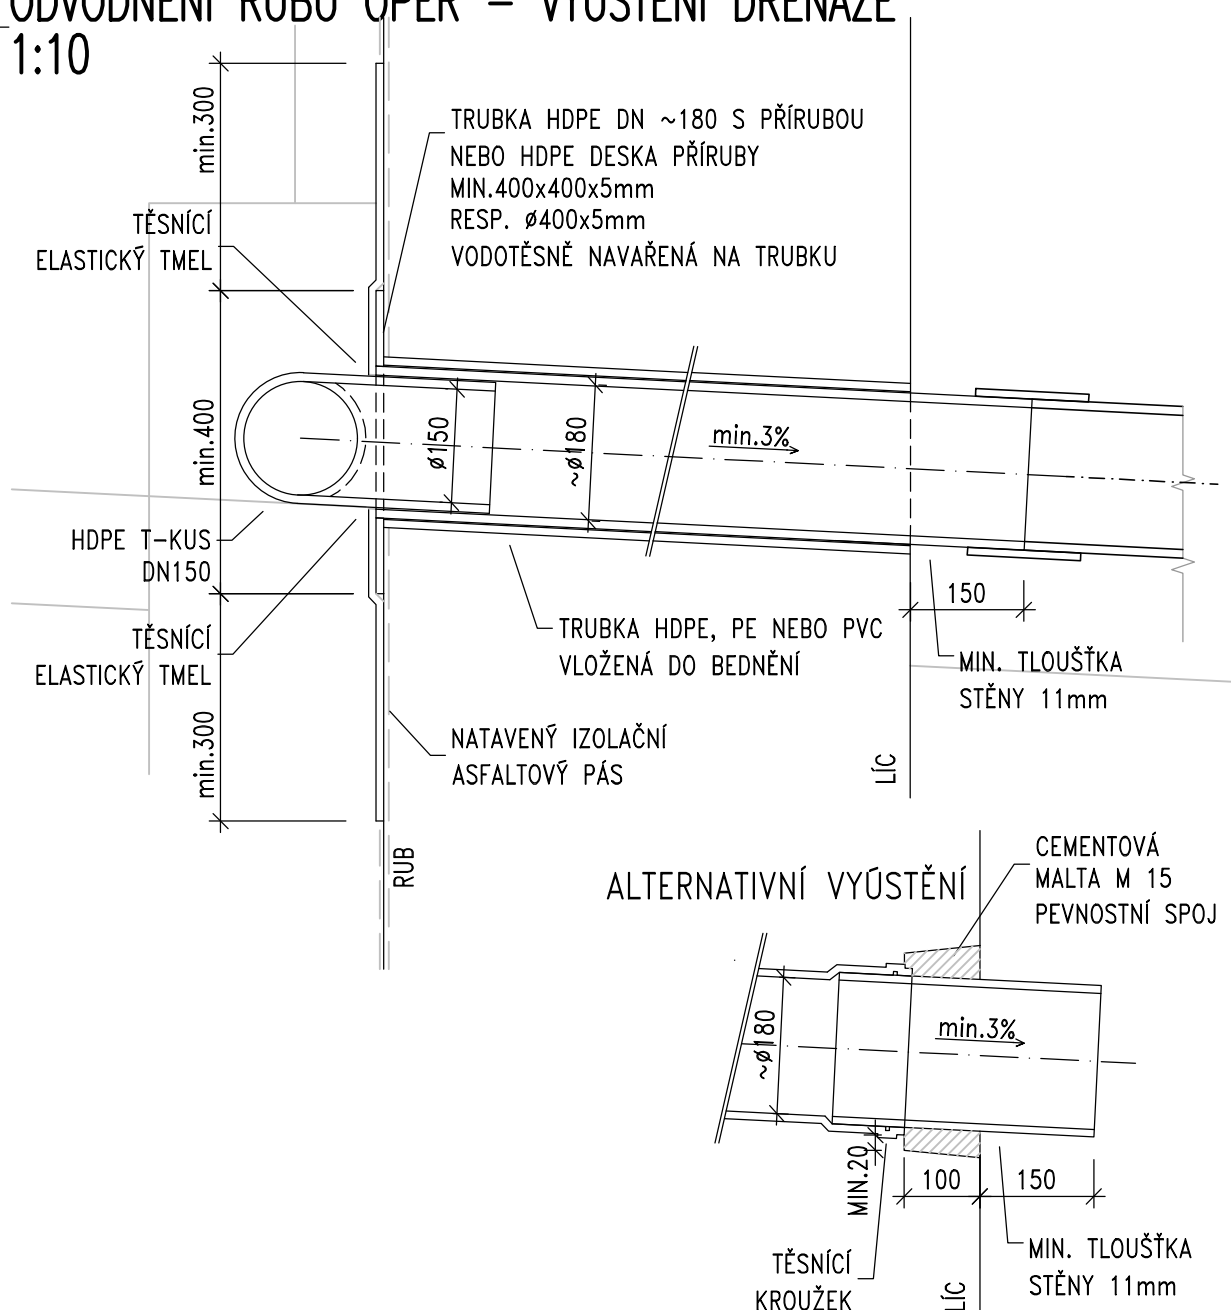 ODVODNĚNÍ RUBU OPĚR – VYÚSTĚNÍ DRENÁŽE
1:10
min.300
TRUBKA HDPE DN ~180 S PŘÍRUBOU
NEBO HDPE DESKA PŘÍRUBY
MIN.400x400x5mm
RESP. ø400x5mm
VODOTĚSNĚ NAVAŘENÁ NA TRUBKU
TĚSNÍCÍ
ELASTICKÝ TMEL
min.400
ø150
~ø180
min.3%
HDPE T-KUS
DN150
150
TĚSNÍCÍ
ELASTICKÝ TMEL
TRUBKA HDPE, PE NEBO PVC
VLOŽENÁ DO BEDNĚNÍ
MIN. TLOUŠŤKA
STĚNY 11mm
min.300
NATAVENÝ IZOLAČNÍ
ASFALTOVÝ PÁS
LÍC
RUB
ALTERNATIVNÍ VYÚSTĚNÍ
CEMENTOVÁ
MALTA M 15
PEVNOSTNÍ SPOJ
~ø180
min.3%
MIN.20
100
150
TĚSNÍCÍ
KROUŽEK
LÍC
MIN. TLOUŠŤKA
STĚNY 11mm